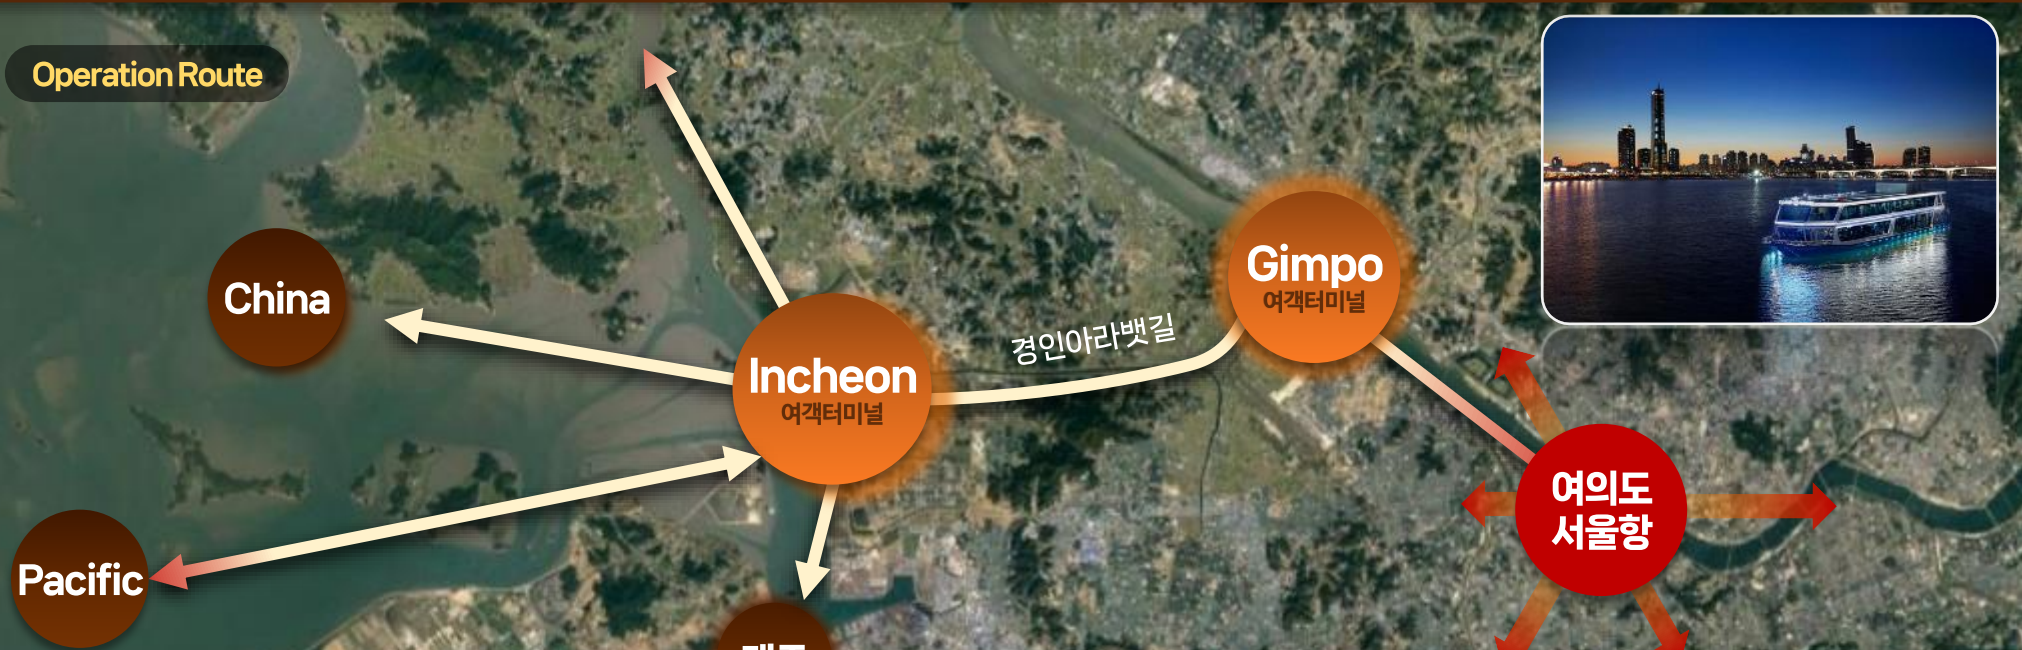 Operation Route
China
Gimpo
여객터미널
경인아라뱃길
Incheon
여객터미널
여의도
서울항
Pacific